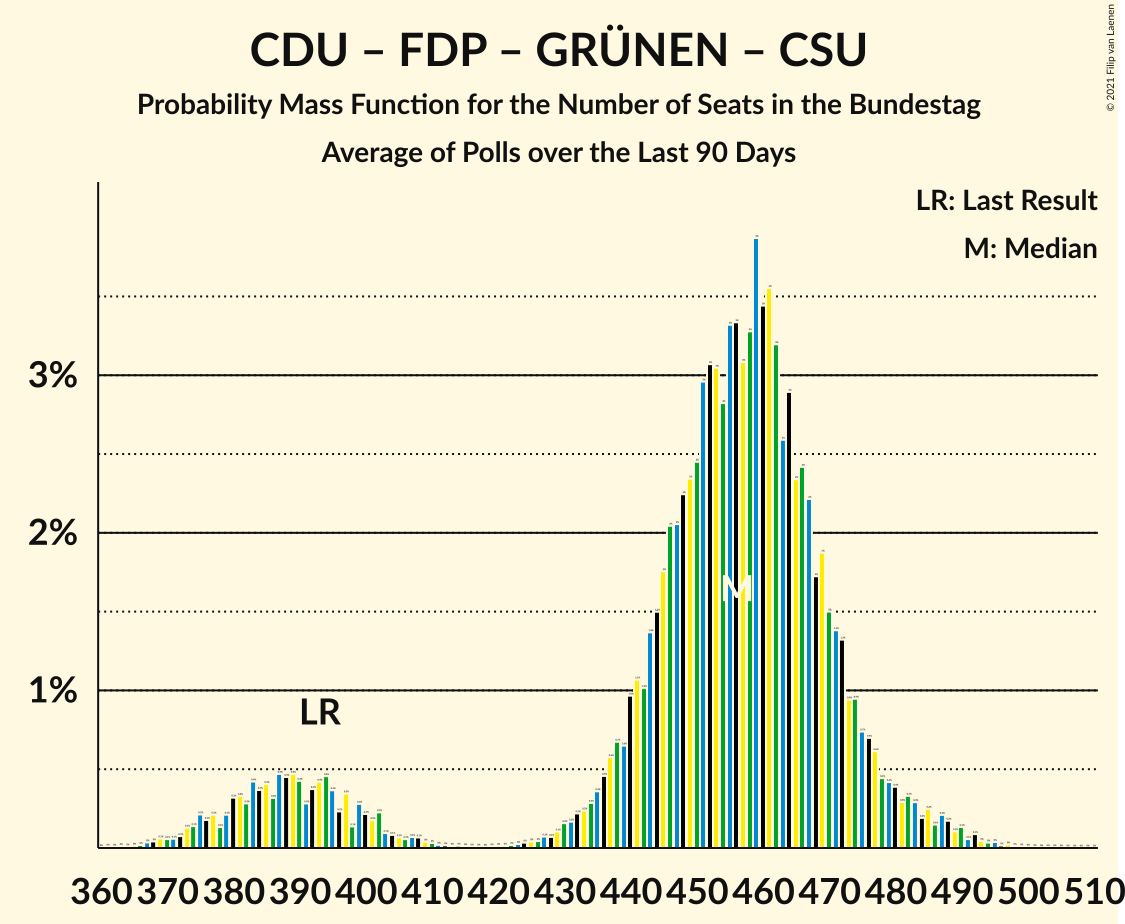 CDU – FDP – GRÜNEN – CSU
Probability Mass Function for the Number of Seats in the Bundestag
Average of Polls over the Last 90 Days
© 2021 Filip van Laenen
LR: Last Result
M: Median
3%
2%
1%
LR
M
360 370 380 390 400 410 420 430 440 450 460 470 480 490 500 510